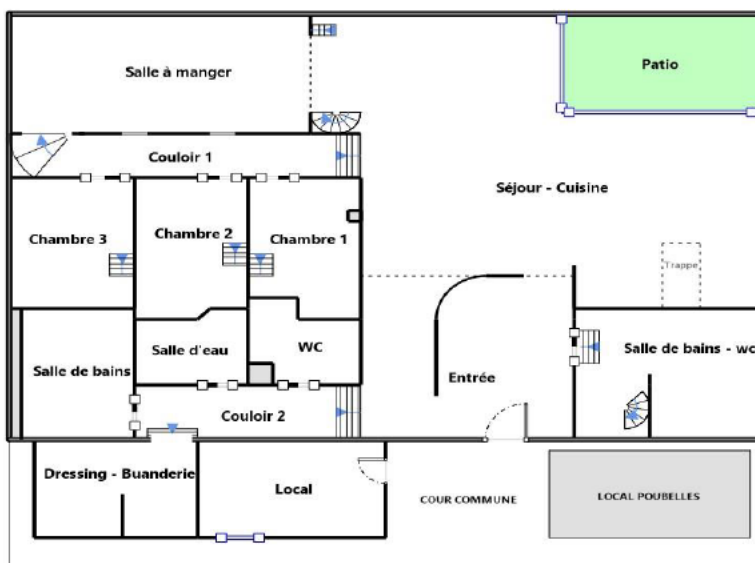 Salle à manger
Patio
Couloir 1
Séjour - Cuisine
Chambre 3
Chambre 2
Chambre 1
Trappe
Salle de bains
Salle d'eau
WC
Salle de bains - wc
Entrée
Couloir 2
Dressing - Buanderie
Local
COUR COMMUNE
LOCAL POUBELLES